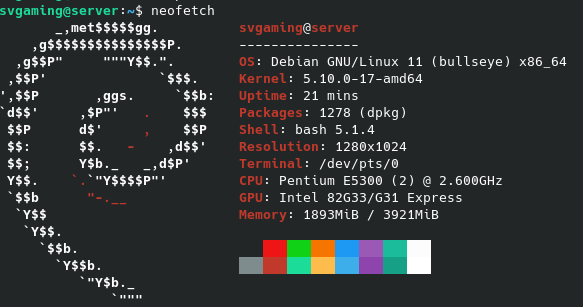 svgaming@server:~$ neofetch
       _,met$$$$$gg.
    ,g$$$$$$$$$$$$$$$P.
  ,g$$P"     """Y$$.".
 ,$$P'              `$$$.
',$$P       ,ggs.     `$$b:
`d$$'     ,$P"'   .    $$$
 $$P      d$'     ,    $$P
 $$:      $$.   -    ,d$$'
 $$;      Y$b._   _,d$P'
 Y$$.    `.`"Y$$$$P"'
 `$$b      "-.__
  `Y$$
   `Y$$.
     `$$b.
       `Y$$b.
          `"Y$b._
              `"""
svgaming@server
---------------
OS: Debian GNU/Linux 11 (bullseye) x86_64
Kernel: 5.10.0-17-amd64
Uptime: 21 mins
Packages: 1278 (dpkg)
Shell: bash 5.1.4
Resolution: 1280x1024
Terminal: /dev/pts/0
CPU: Pentium E5300 (2) @ 2.600GHz
GPU: Intel 82G33/G31 Express
Memory: 1893MiB / 3921MiB